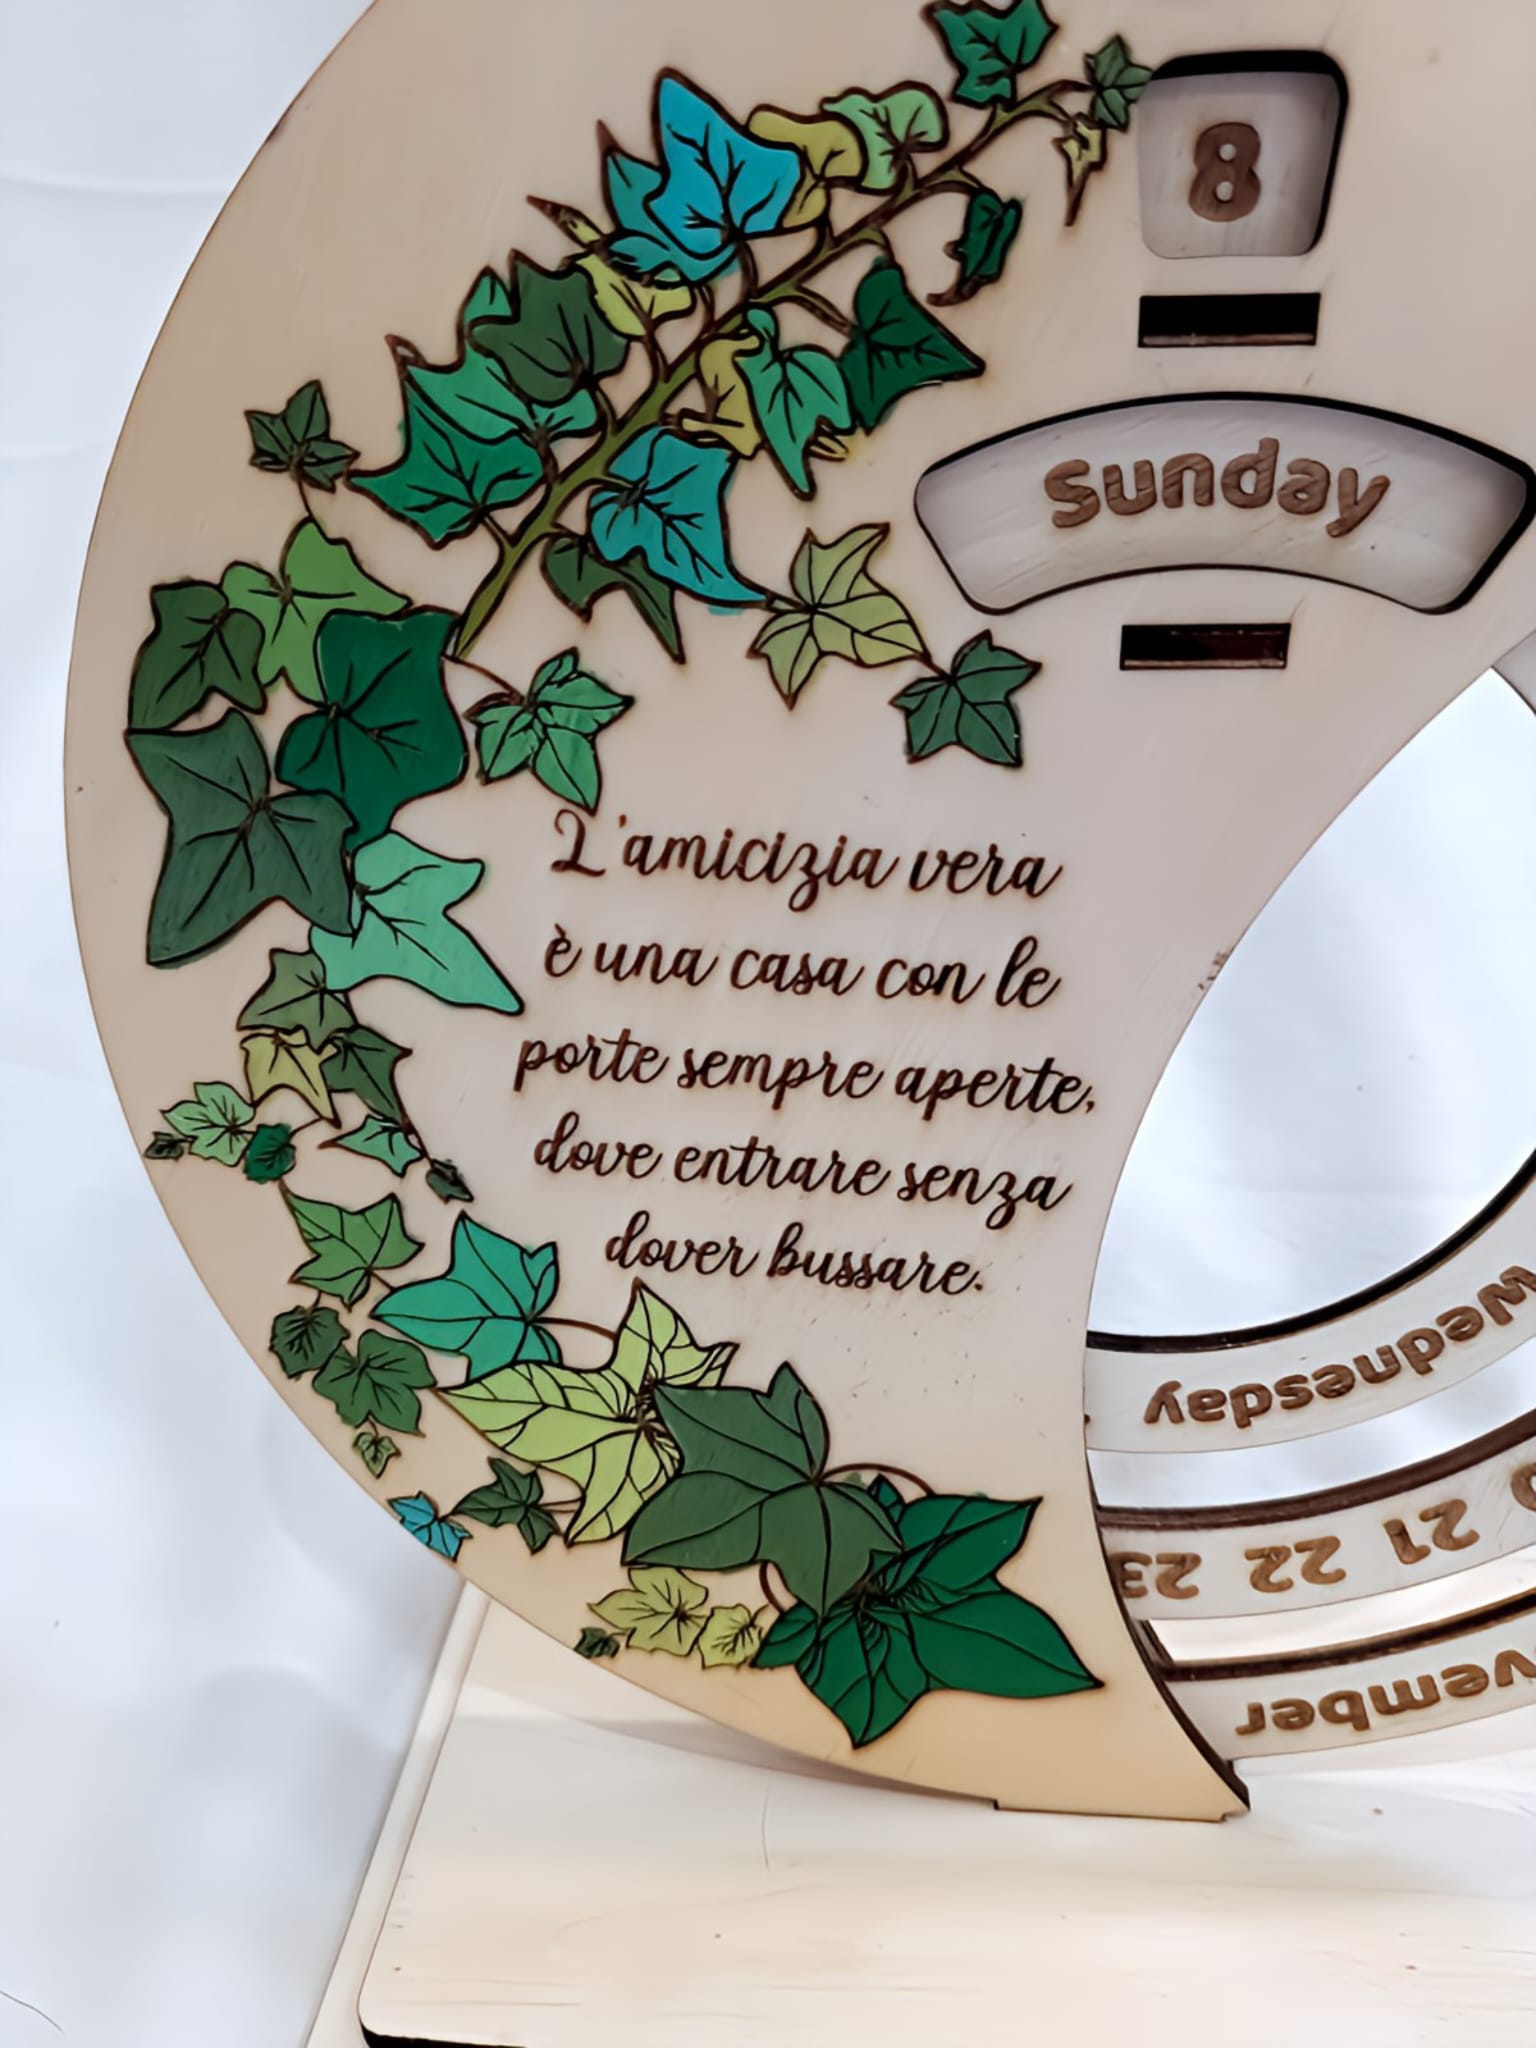 8
Sunday
L'amicizia vera
è una casa con le
porte sempre aperte,
dove entrare senza
dover bussare.
Wednesday
21 22 23
vember